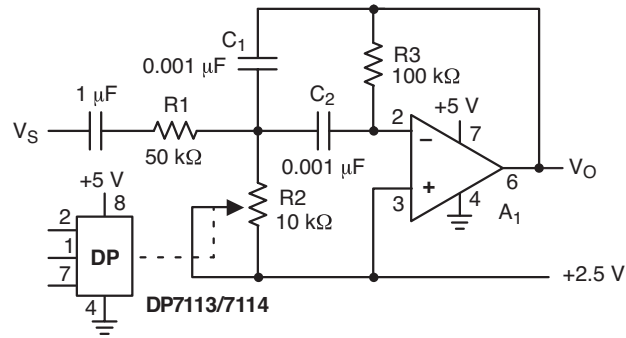 C1
0.001 μF
R3
100 kΩ
1 μF
R1
C2
+5 V
VS
50 kΩ
0.001 μF
2
7
–
+
3
6
4
VO
A1
R2
10 kΩ
+5 V
8
2
1
7
DP
4
DP7113/7114
+2.5 V